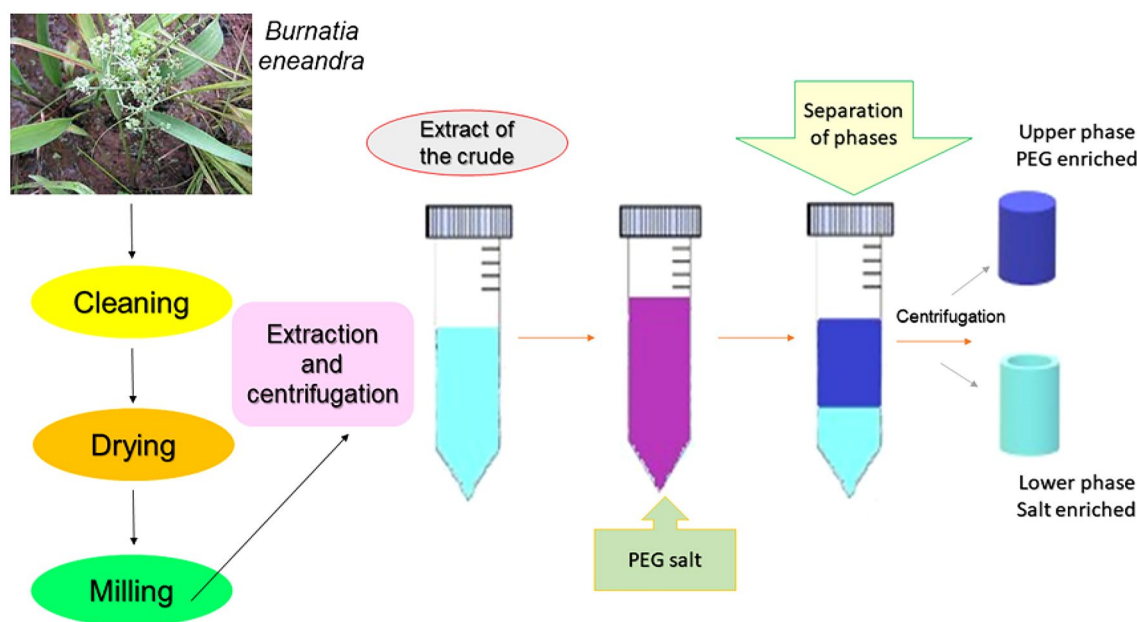 Burnatia
eneandra
Cleaning
Drying
Milling
Extraction
and
centrifugation
Extract of
the crude
PEG salt
Separation
of phases
Centrifugation
Upper phase
PEG enriched
Lower phase
Salt enriched